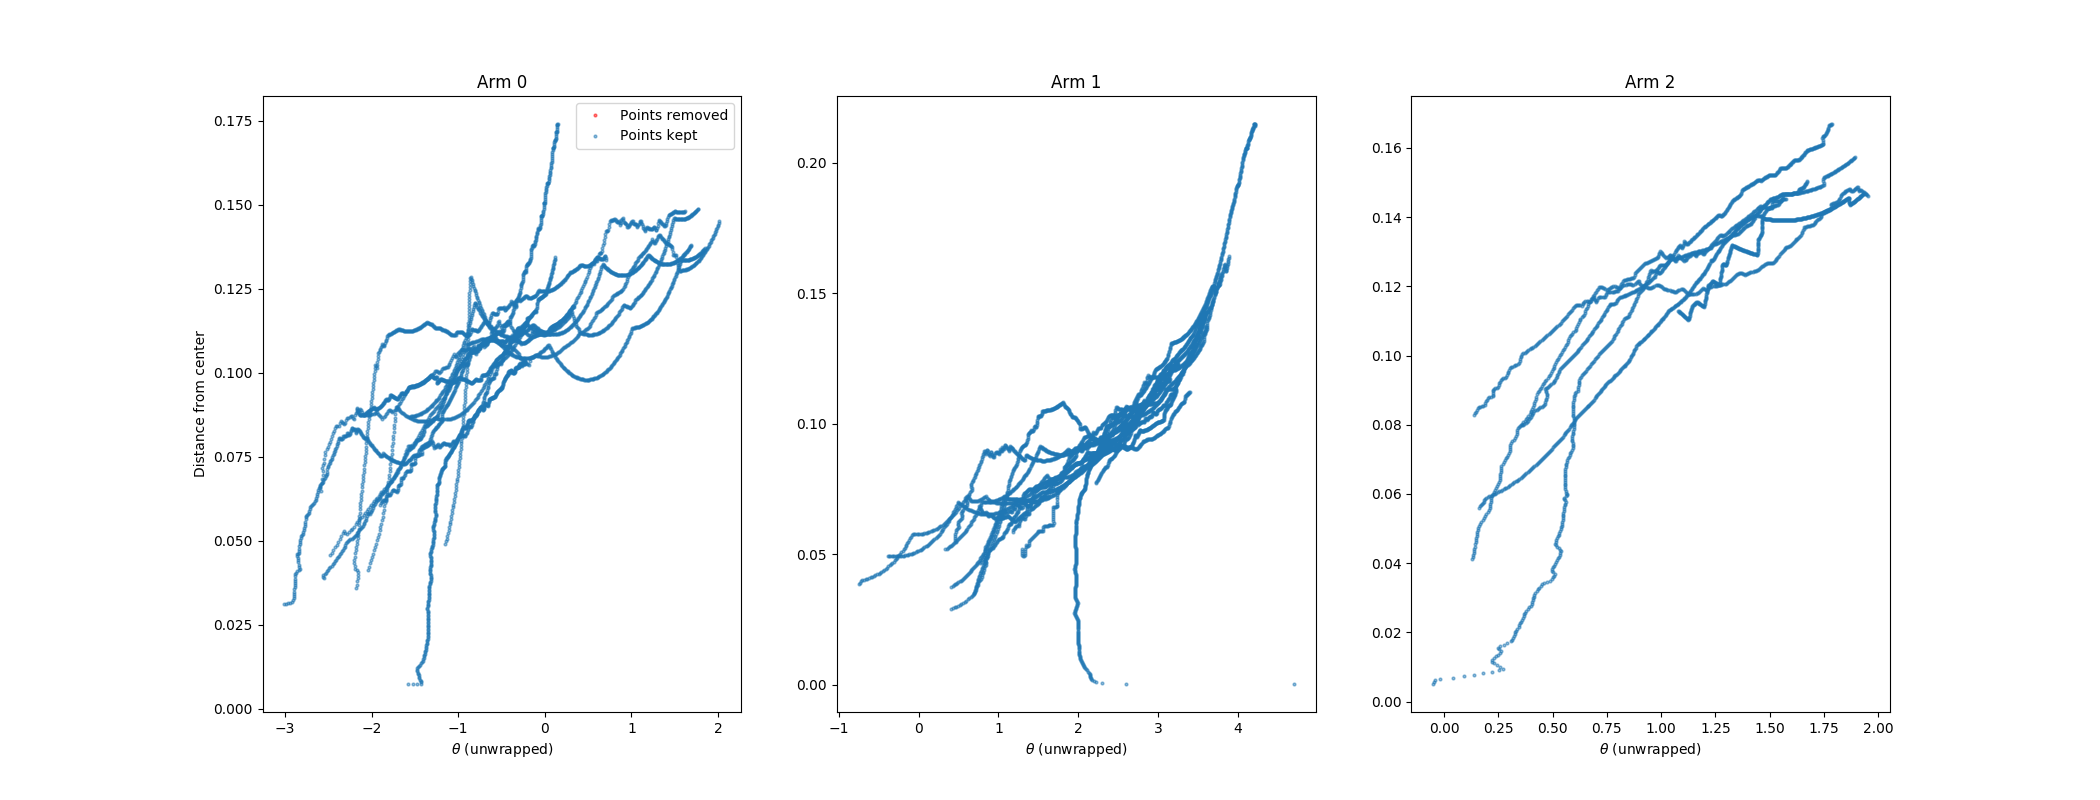 Arm 0
Points removed
Points kept
Distance from center
0.175
0.150
0.125
0.100
0.075
0.050
0.025
0.000
−3 −2 −1 0 1 2
θ (unwrapped)
Arm 1
0.20
0.15
0.10
0.05
0.00
−1 0 1 2 3 4
θ (unwrapped)
Arm 2
0.16
0.14
0.12
0.10
0.08
0.06
0.04
0.02
0.00
0.00 0.25 0.50 0.75 1.00 1.25 1.50 1.75 2.00
θ (unwrapped)